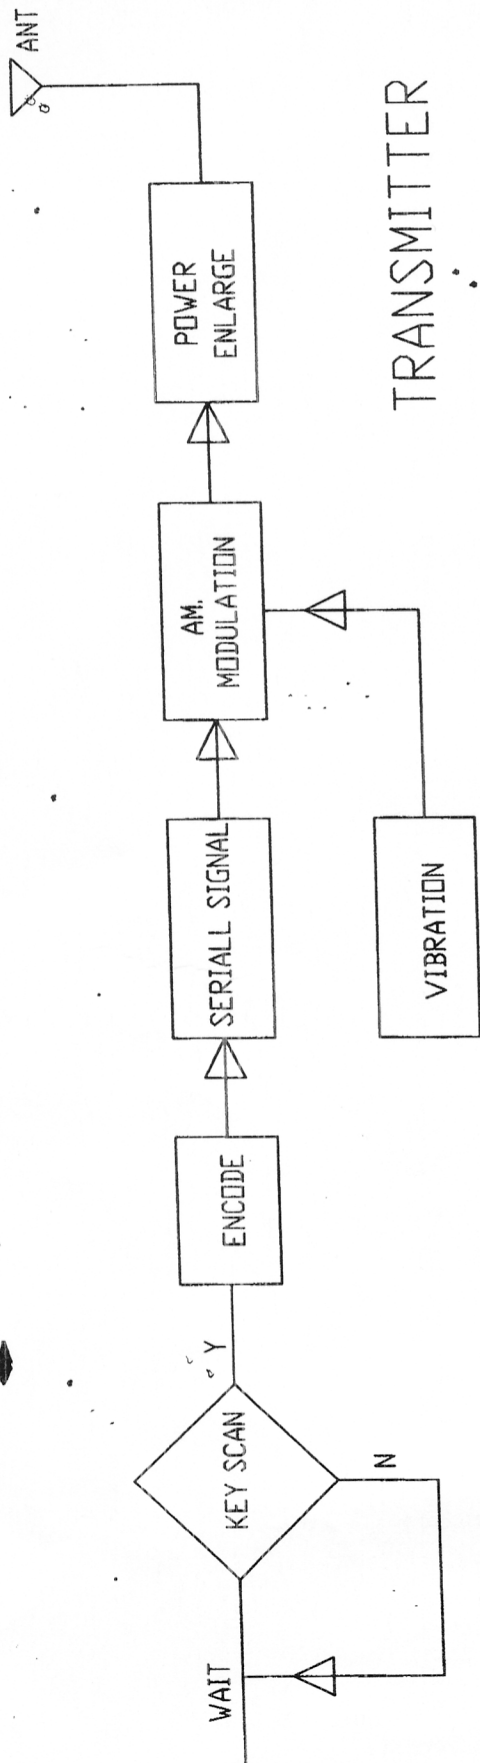 WAIT
KEY SCAN
Y
N
ENCODE
SERIALL SIGNAL
AM.
MODULATION
VIBRATION
POWER
ENLARGE
ANT
TRANSMITTER